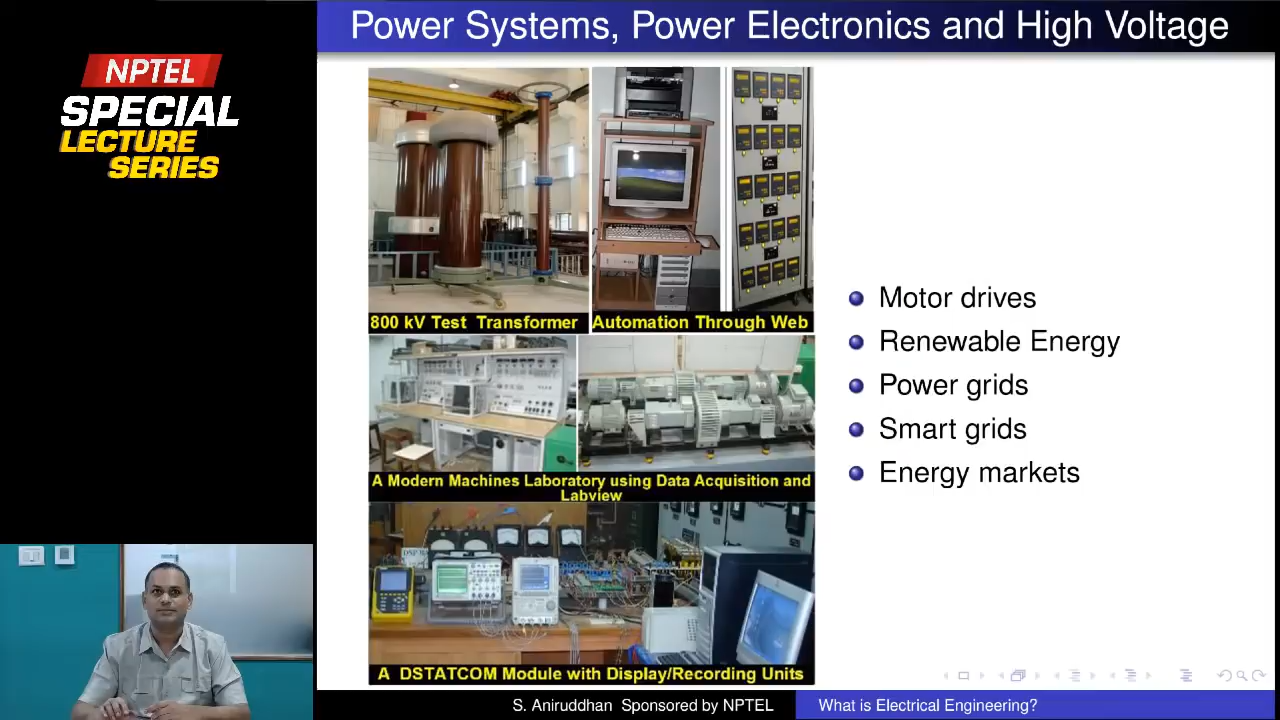 Power Systems, Power Electronics and High Voltage
NPTEL
SPECIAL
LECTURE
SERIES
800 kV Test Transformer
Automation Through Web
A Modern Machines Laboratory using Data Acquisition and
Labview
A DSTATCOM Module with Display/Recording Units
Motor drives
Renewable Energy
Power grids
Smart grids
Energy markets
S. Aniruddhan Sponsored by NPTEL
What is Electrical Engineering?